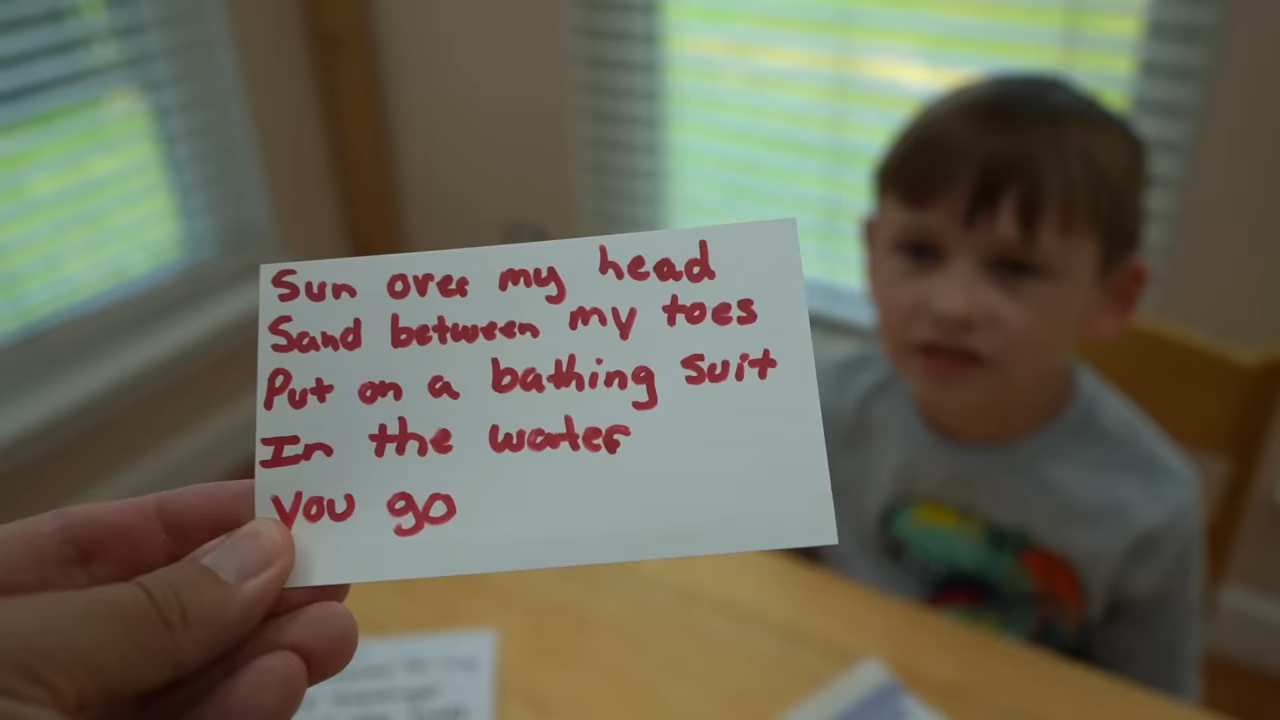 Sun over my head
Sand between my toes
Put on a bathing suit
In the water
you go